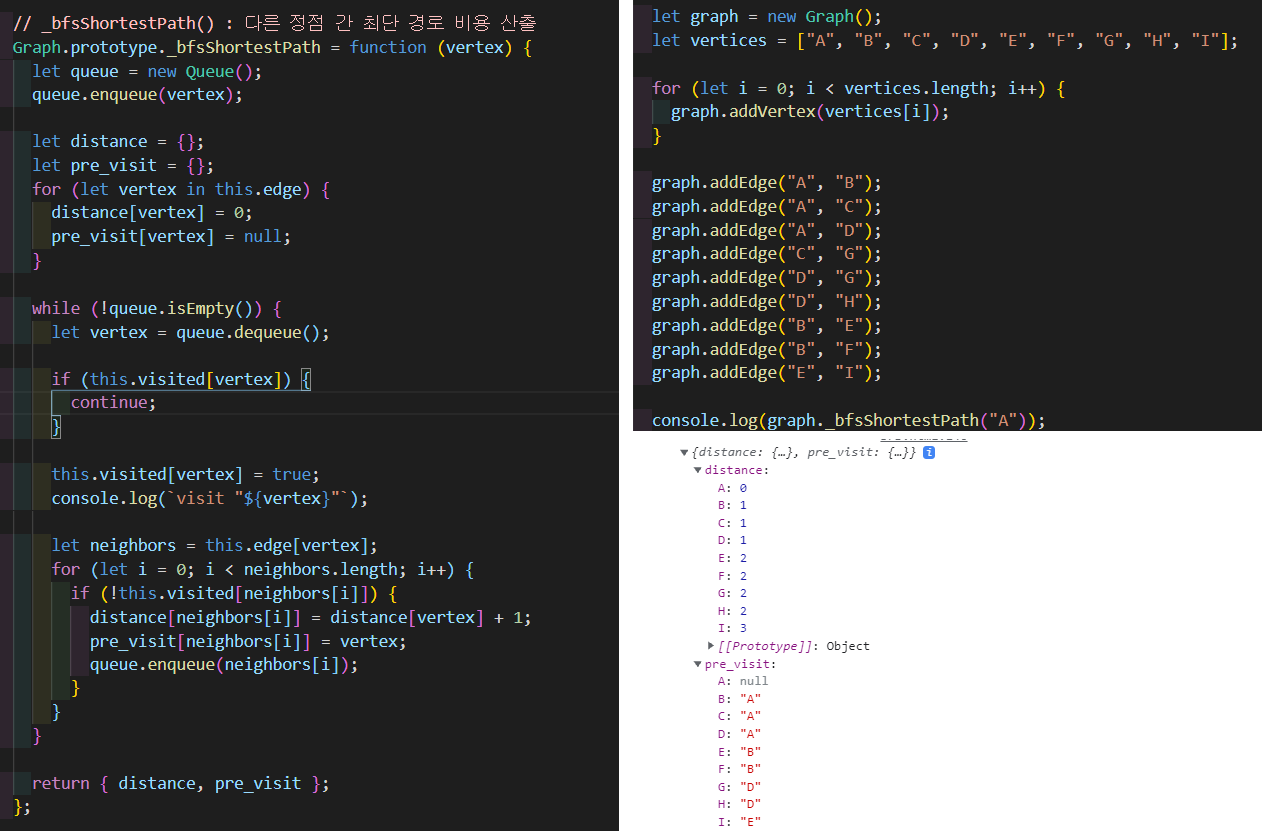 // _bfsShortestPath() : 다른 정점 간 최단 경로 비용 산출
Graph.prototype._bfsShortestPath = function (vertex) {
let queue = new Queue();
queue.enqueue(vertex);
let distance = {};
let pre_visit = {};
for (let vertex in this.edge) {
distance[vertex] = 0;
pre_visit[vertex] = null;
}
while (!queue.isEmpty()) {
let vertex = queue.dequeue();
if (this.visited[vertex]) {
continue;
}
this.visited[vertex] = true;
console.log(`visit "${vertex}"`);
let neighbors = this.edge[vertex];
for (let i = 0; i < neighbors.length; i++) {
if (!this.visited[neighbors[i]]) {
distance[neighbors[i]] = distance[vertex] + 1;
pre_visit[neighbors[i]] = vertex;
queue.enqueue(neighbors[i]);
}
}
}
return { distance, pre_visit };
};
let graph = new Graph();
let vertices = ["A", "B", "C", "D", "E", "F", "G", "H", "I"];
for (let i = 0; i < vertices.length; i++) {
graph.addVertex(vertices[i]);
}
graph.addEdge("A", "B");
graph.addEdge("A", "C");
graph.addEdge("A", "D");
graph.addEdge("C", "G");
graph.addEdge("D", "G");
graph.addEdge("D", "H");
graph.addEdge("B", "E");
graph.addEdge("B", "F");
graph.addEdge("E", "I");
console.log(graph._bfsShortestPath("A"));
▼{distance: {…}, pre_visit: {…}} i
▼distance:
A: 0
B: 1
C: 1
D: 1
E: 2
F: 2
G: 2
H: 2
I: 3
▶[[Prototype]]: Object
▼pre_visit:
A: null
B: "A"
C: "A"
D: "A"
E: "B"
F: "B"
G: "D"
H: "D"
I: "E"